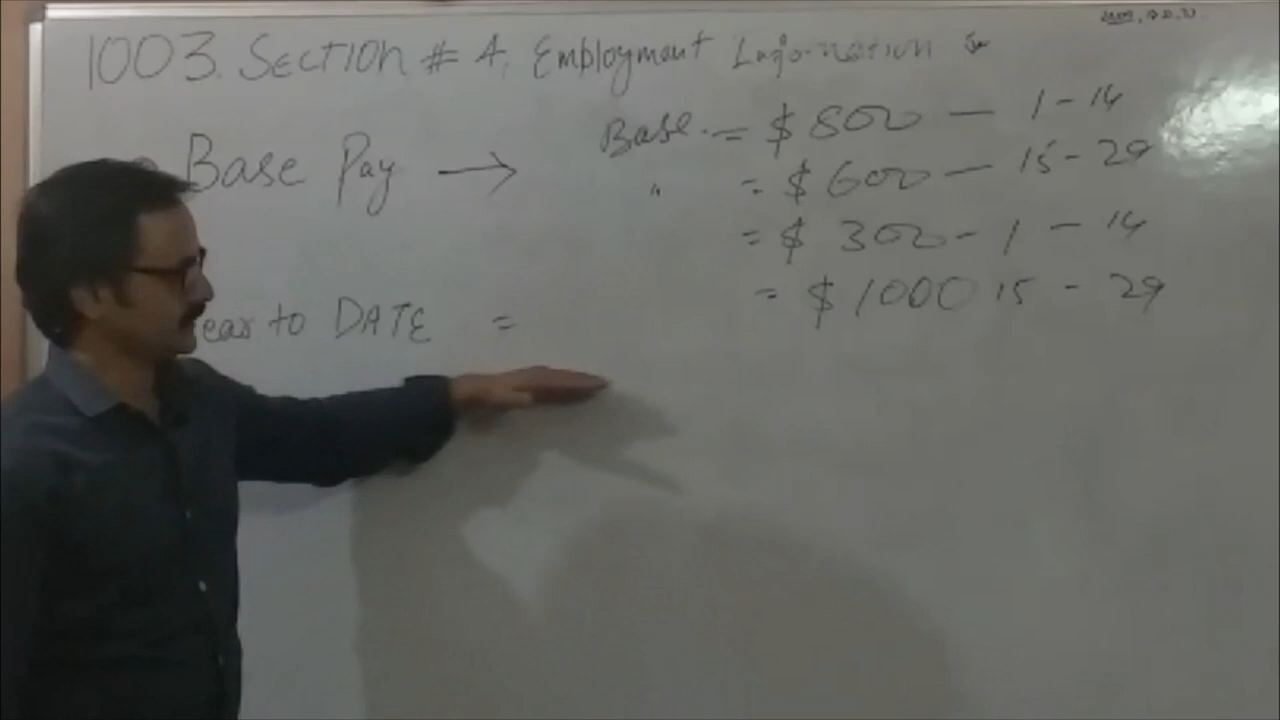 1003. Section # 4, Employment Information
Base Pay → Base = $ 800 — 1 - 14
" = $ 600 — 15 - 29
= $ 300 - 1 - 14
= $ 1000 15 - 29
ear to DATE =